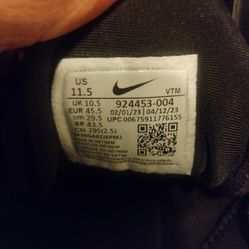 US
11.5 VTM
UK 10.5 924453-004
EUR 45.5 02/01/23 04/12/23
cm 29.5 UPC 00675911776155
BR 43.5
CN 295(2.5)
VIETNAM